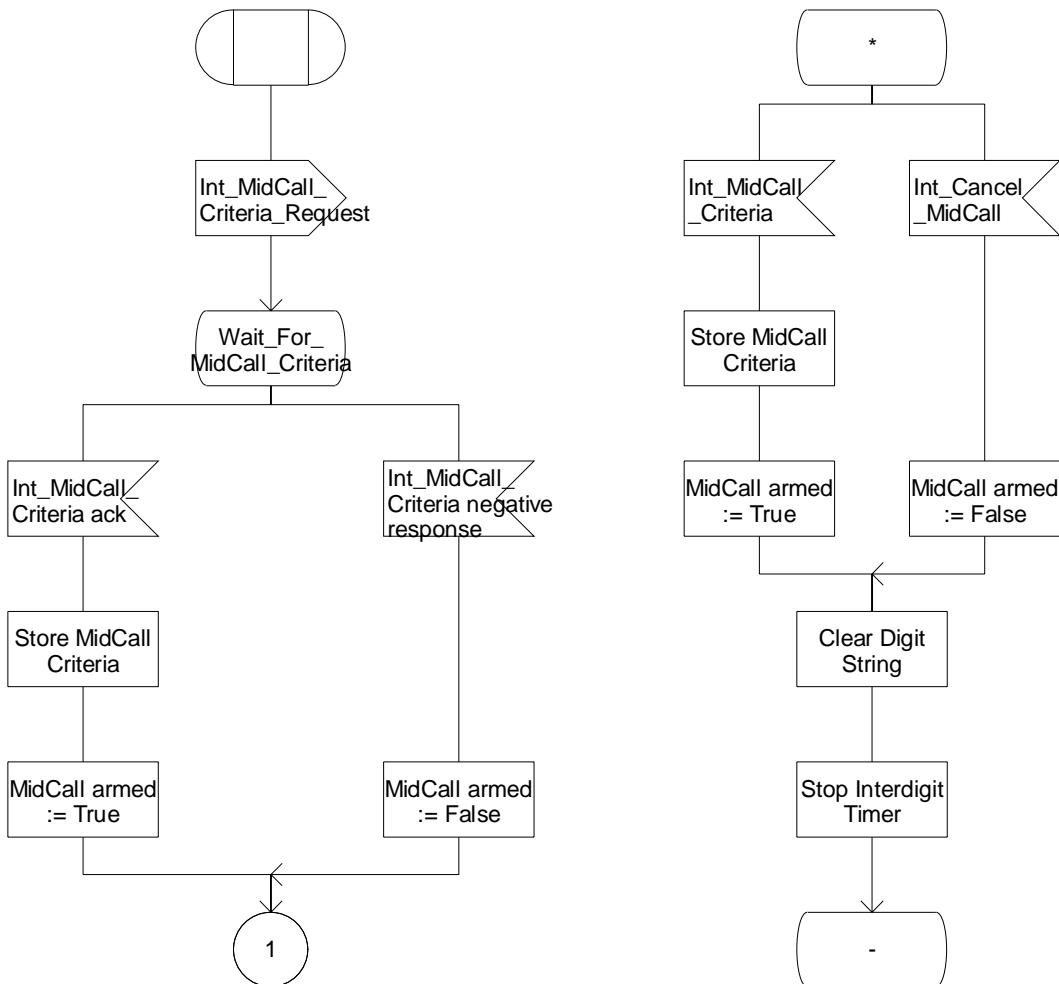 Int_MidCall_
Criteria_Request
Wait_For_
MidCall_Criteria
Int_MidCall_
Criteria ack
Int_MidCall_
Criteria negative
response
Store MidCall
Criteria
MidCall armed
:= True
MidCall armed
:= False
1
*
Int_MidCall
_Criteria
Int_Cancel
_MidCall
Store MidCall
Criteria
MidCall armed
:= True
MidCall armed
:= False
Clear Digit
String
Stop Interdigit
Timer
-